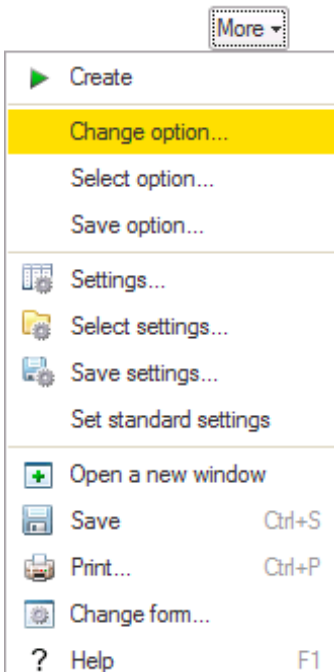 More
Create
Change option...
Select option...
Save option...
Settings...
Select settings...
Save settings...
Set standard settings
Open a new window
Save Ctrl+S
Print... Ctrl+P
Change form...
? Help F1